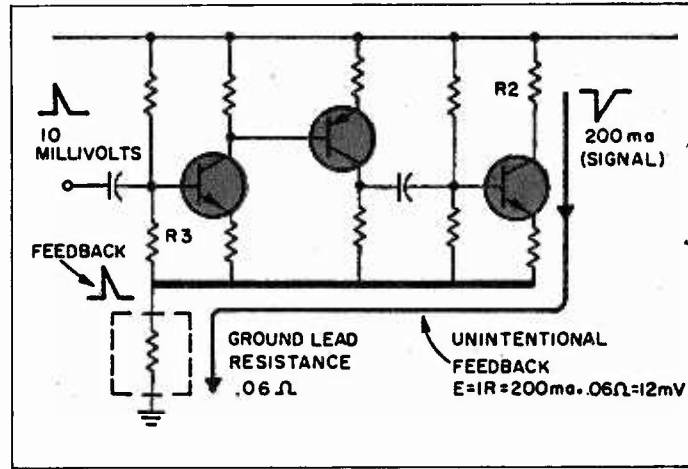 R2
10
MILLIVOLTS
200 ma
(SIGNAL)
R3
FEEDBACK
GROUND LEAD
RESISTANCE
.06 Ω
UNINTENTIONAL
FEEDBACK
E=IR=200ma•.06Ω=12mV